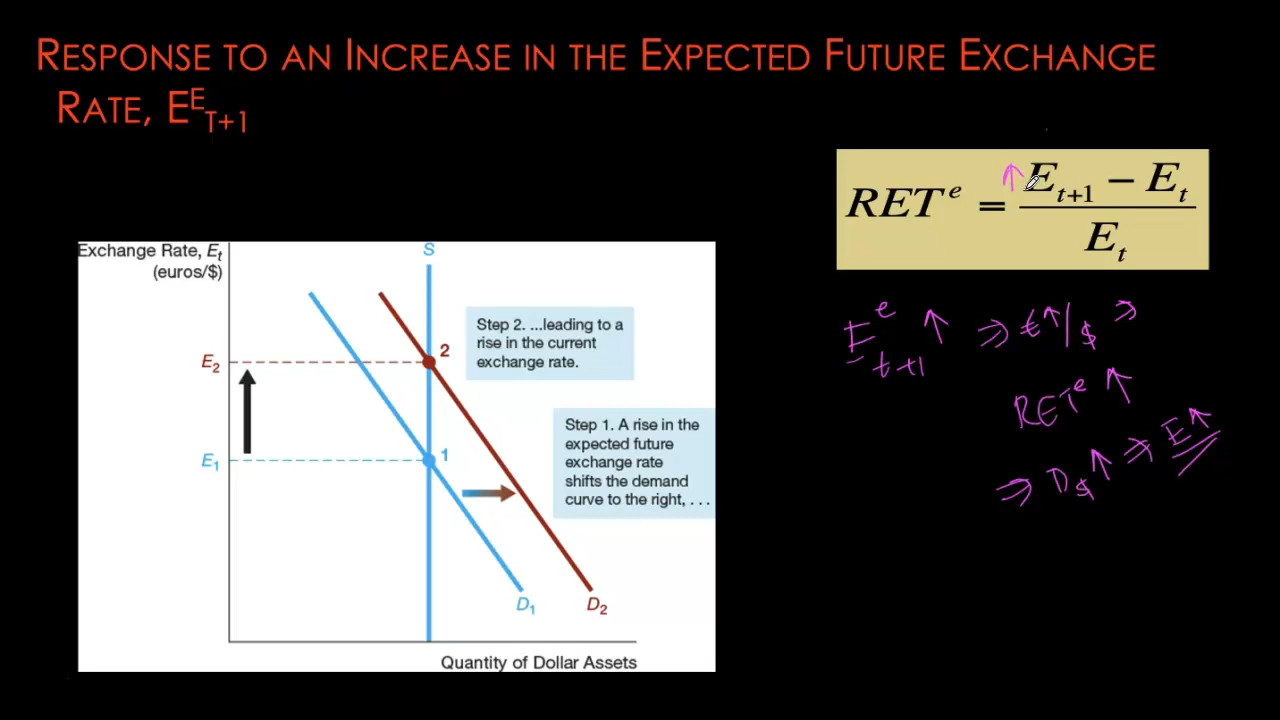 RESPONSE TO AN INCREASE IN THE EXPECTED FUTURE EXCHANGE
RATE, E^E_T+1
RET^e = (E_t+1 − E_t) / E_t
↑
Exchange Rate, E_t
(euros/$)
S
Step 2. ...leading to a
rise in the current
exchange rate.
2
E_2
Step 1. A rise in the
expected future
exchange rate
shifts the demand
curve to the right, . . .
1
E_1
D_1
D_2
Quantity of Dollar Assets
E^e_t+1 ↑ ⇒ €↑/$ ⇒
RET^e ↑
⇒ D_$ ↑ ⇒ E↑